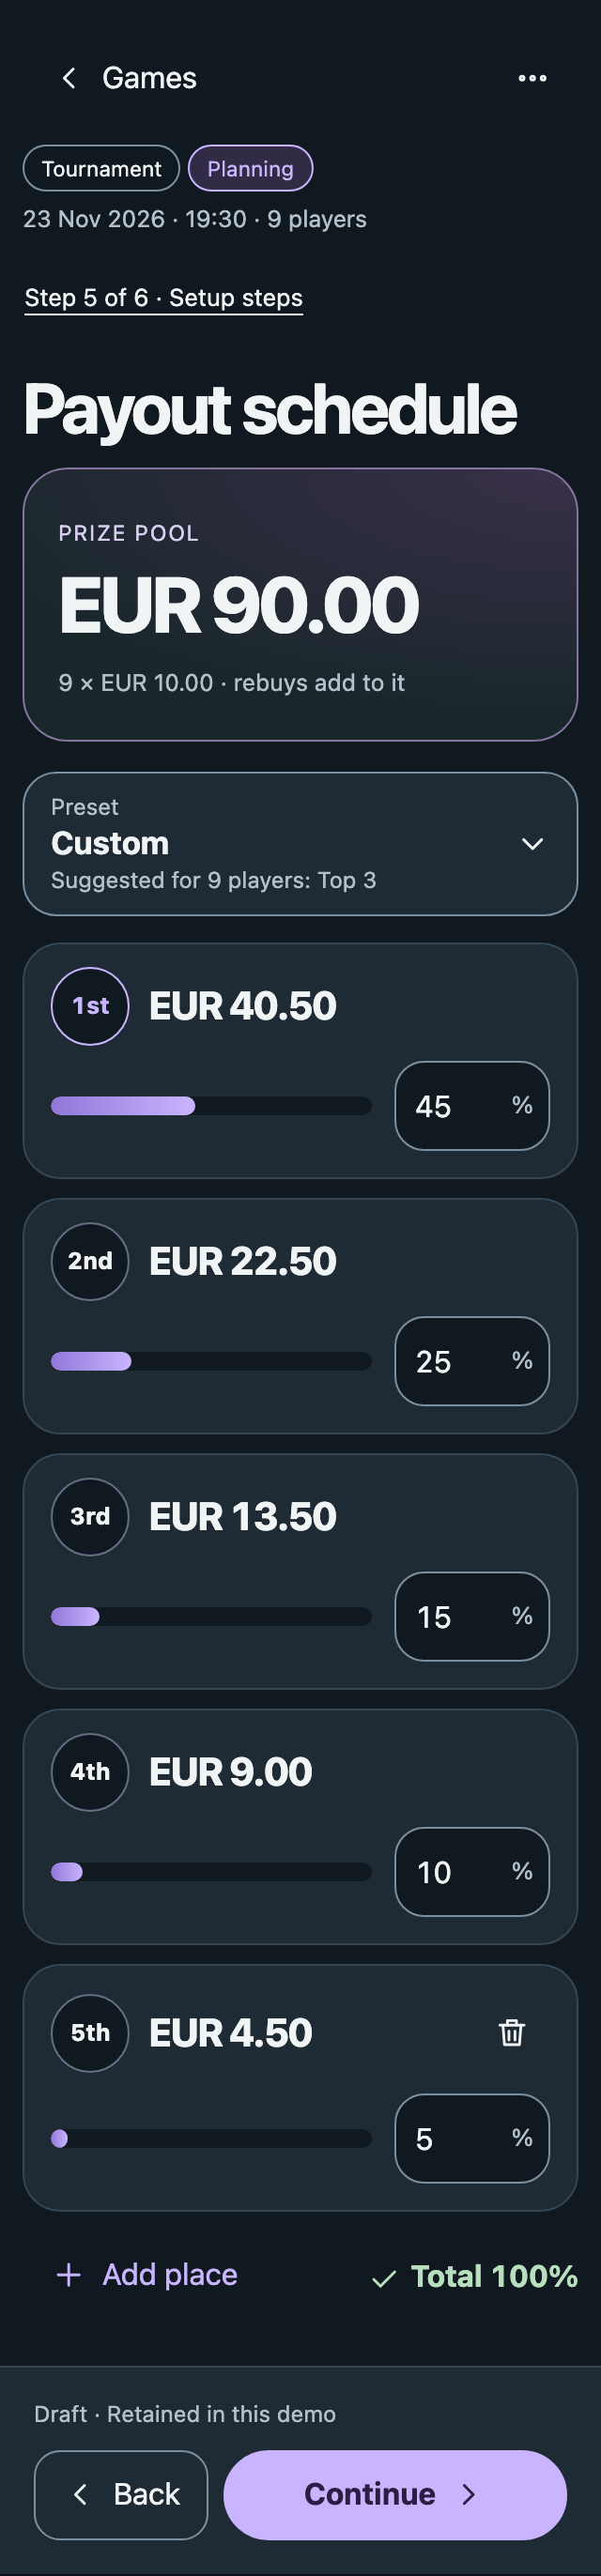 Games
Tournament Planning
23 Nov 2026 · 19:30 · 9 players
Step 5 of 6 · Setup steps
Payout schedule
PRIZE POOL
EUR 90.00
9 × EUR 10.00 · rebuys add to it
Preset
Custom
Suggested for 9 players: Top 3
1st EUR 40.50
45 %
2nd EUR 22.50
25 %
3rd EUR 13.50
15 %
4th EUR 9.00
10 %
5th EUR 4.50
5 %
Add place Total 100%
Draft · Retained in this demo
Back Continue